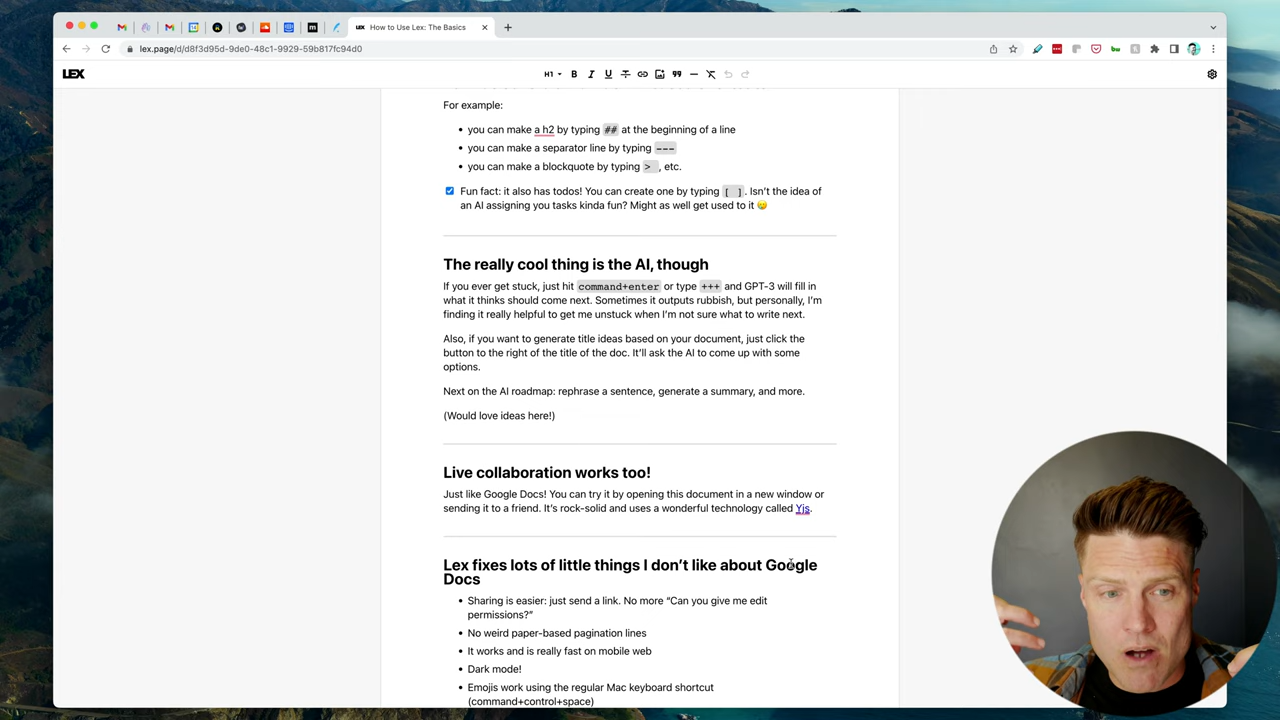 LEX How to Use Lex: The Basics
lex.page/d/d8f3d95d-9de0-48c1-9929-59b817fc94d0
LEX H1 B I U
For example:
• you can make a h2 by typing ## at the beginning of a line
• you can make a separator line by typing ---
• you can make a blockquote by typing > , etc.
Fun fact: it also has todos! You can create one by typing [ ]. Isn't the idea of
an AI assigning you tasks kinda fun? Might as well get used to it 😔
The really cool thing is the AI, though
If you ever get stuck, just hit command+enter or type +++ and GPT-3 will fill in
what it thinks should come next. Sometimes it outputs rubbish, but personally, I'm
finding it really helpful to get me unstuck when I'm not sure what to write next.
Also, if you want to generate title ideas based on your document, just click the
button to the right of the title of the doc. It'll ask the AI to come up with some
options.
Next on the AI roadmap: rephrase a sentence, generate a summary, and more.
(Would love ideas here!)
Live collaboration works too!
Just like Google Docs! You can try it by opening this document in a new window or
sending it to a friend. It's rock-solid and uses a wonderful technology called Yjs.
Lex fixes lots of little things I don't like about Google
Docs
• Sharing is easier: just send a link. No more “Can you give me edit
permissions?”
• No weird paper-based pagination lines
• It works and is really fast on mobile web
• Dark mode!
• Emojis work using the regular Mac keyboard shortcut
(command+control+space)